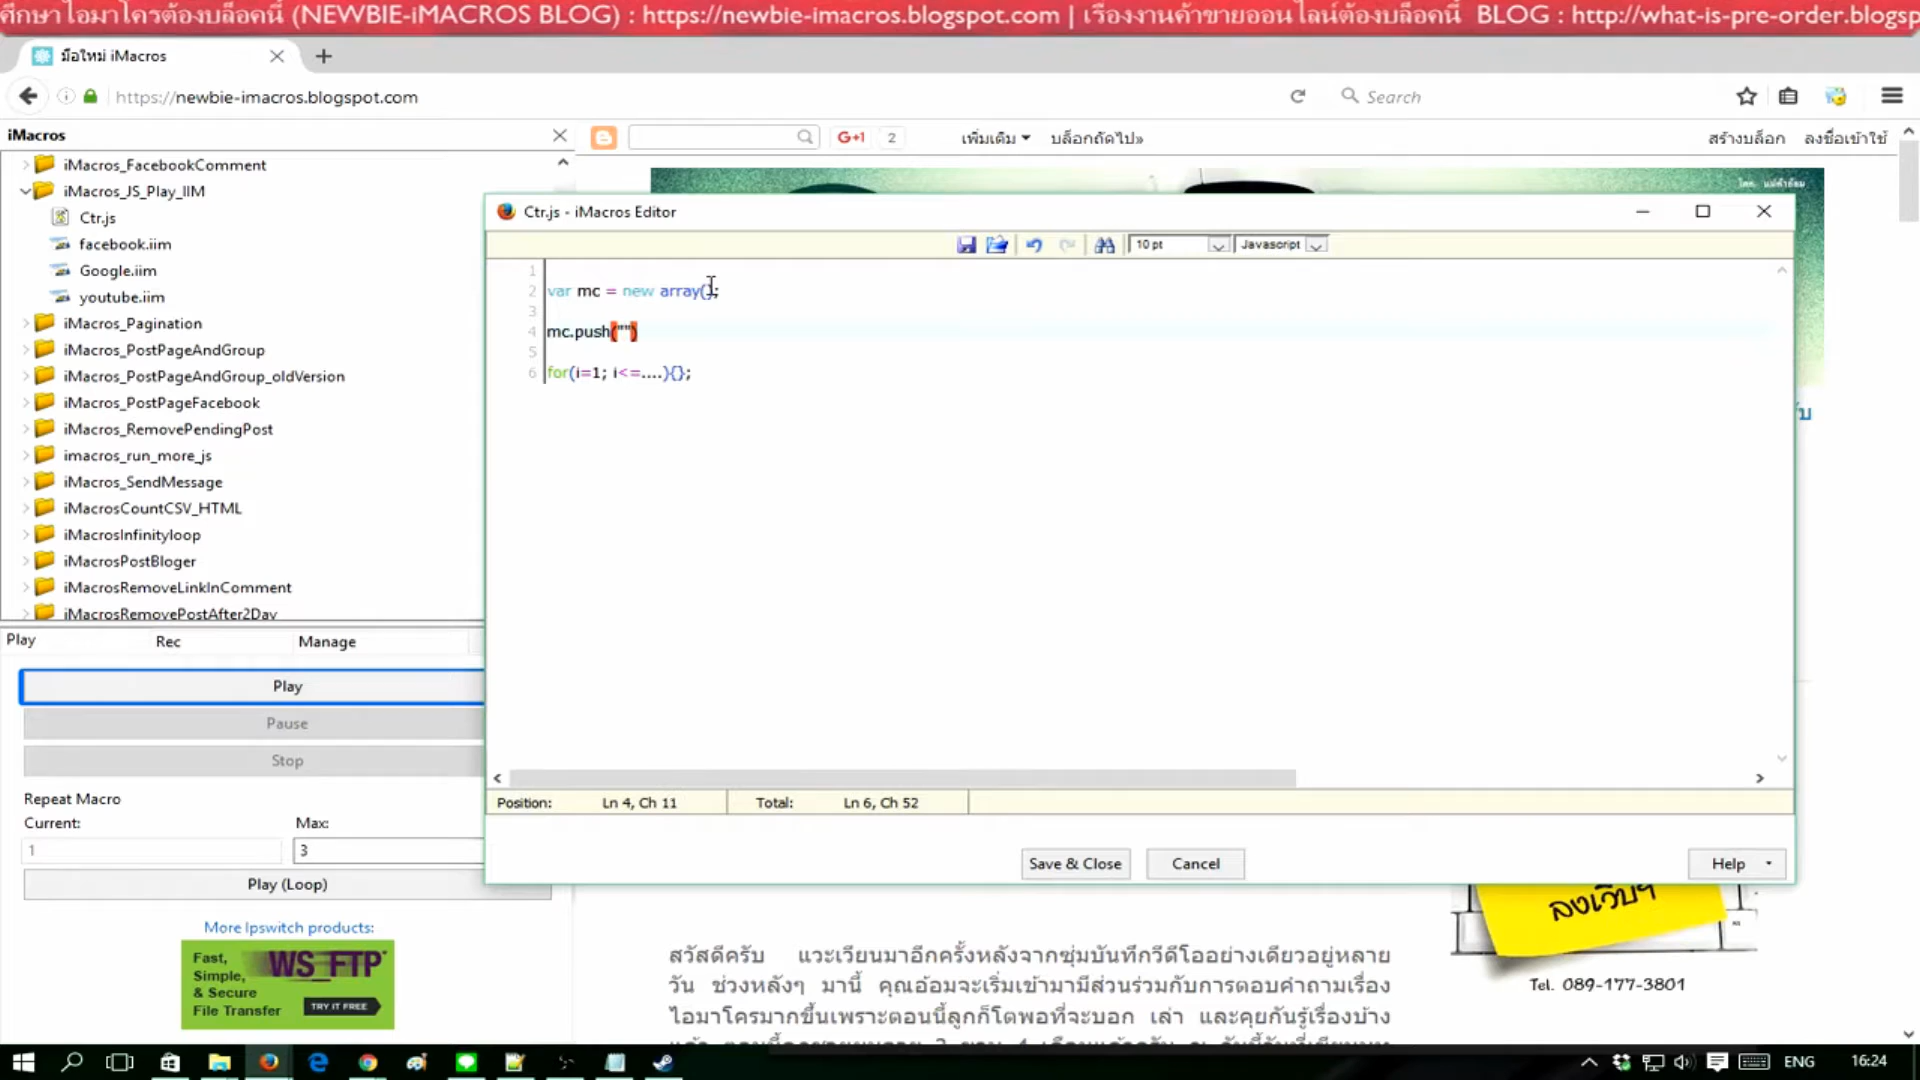 ศึกษาไอมาโครต้องบล็อคนี้ (NEWBIE-iMACROS BLOG) : https://newbie-imacros.blogspot.com | เรื่องงานค้าขายออนไลน์ต้องบล็อคนี้ BLOG : http://what-is-pre-order.blogsp
มือใหม่ iMacros
https://newbie-imacros.blogspot.com
Search
iMacros
G+1 2 เพิ่มเติม บล็อกถัดไป» สร้างบล็อก ลงชื่อเข้าใช้
iMacros_FacebookComment
iMacros_JS_Play_IIM
Ctr.js
facebook.iim
Google.iim
youtube.iim
iMacros_Pagination
iMacros_PostPageAndGroup
iMacros_PostPageAndGroup_oldVersion
iMacros_PostPageFacebook
iMacros_RemovePendingPost
imacros_run_more_js
iMacros_SendMessage
iMacrosCountCSV_HTML
iMacrosInfinityloop
iMacrosPostBloger
iMacrosRemoveLinkInComment
iMacrosRemovePostAfter2Day
Play Rec Manage
Play
Pause
Stop
Repeat Macro
Current: Max:
1 3
Play (Loop)
More Ipswitch products:
Fast,
Simple,
& Secure
File Transfer
WS_FTP
TRY IT FREE
Ctr.js - iMacros Editor
10 pt Javascript
1
2 var mc = new array();
3
4 mc.push("")
5
6 for(i=1; i<=....){};
Position: Ln 4, Ch 11 Total: Ln 6, Ch 52
Save & Close Cancel Help
ลงเว็บฯ
Tel. 089-177-3801
สวัสดีครับ แวะเวียนมาอีกครั้งหลังจากซุ่มบันทึกวีดีโออย่างเดียวอยู่หลาย
วัน ช่วงหลังๆ มานี้ คุณอ้อมจะเริ่มเข้ามามีส่วนร่วมกับการตอบคำถามเรื่อง
ไอมาโครมากขึ้นเพราะตอนนี้ลูกก็โตพอที่จะบอก เล่า และคุยกันรู้เรื่องบ้าง
ENG 16:24